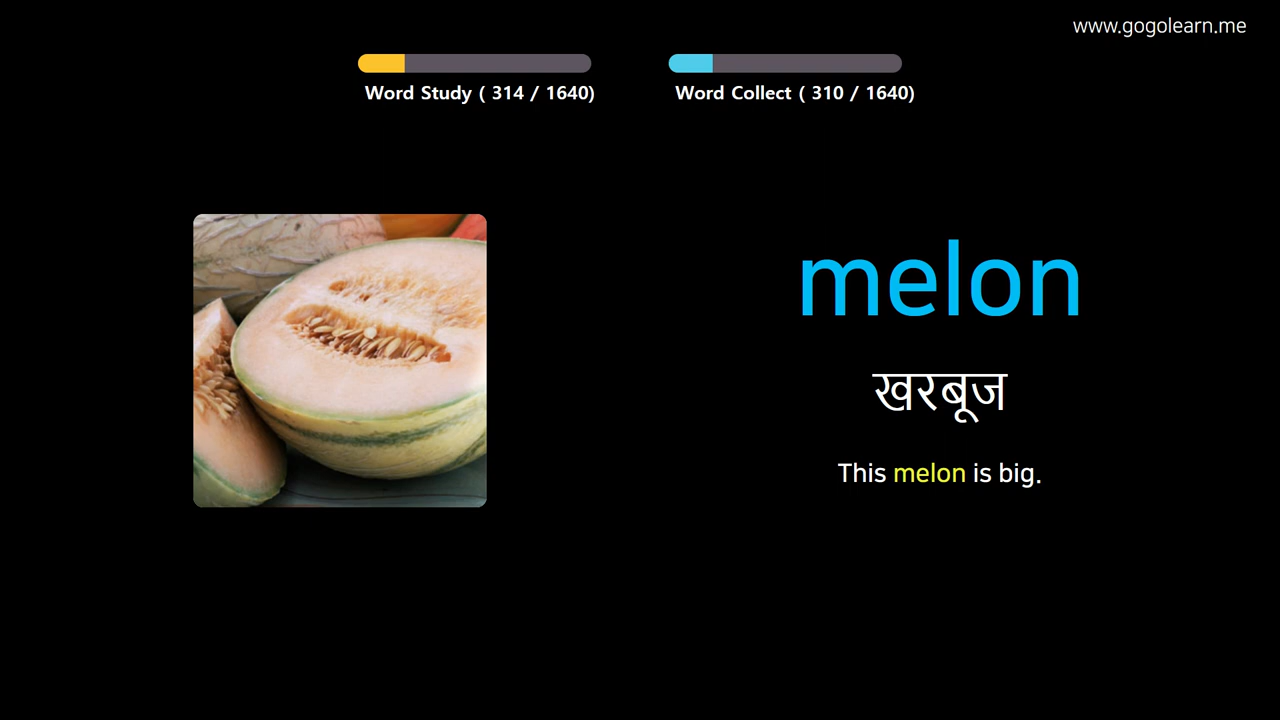 www.gogolearn.me
Word Study ( 314 / 1640)
Word Collect ( 310 / 1640)
melon
खरबूज
This melon is big.